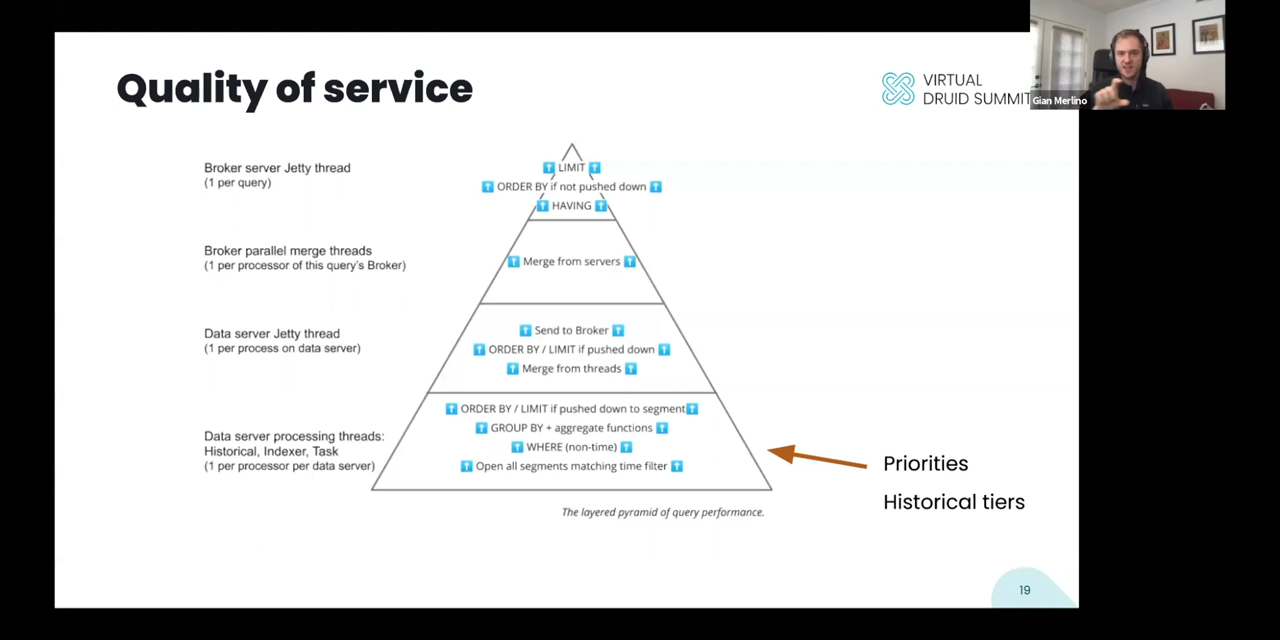 Quality of service
VIRTUAL
DRUID SUMMIT
Gian Merlino
Broker server Jetty thread
(1 per query)
LIMIT
ORDER BY if not pushed down
HAVING
Broker parallel merge threads
(1 per processor of this query's Broker)
Merge from servers
Data server Jetty thread
(1 per process on data server)
Send to Broker
ORDER BY / LIMIT if pushed down
Merge from threads
Data server processing threads:
Historical, Indexer, Task
(1 per processor per data server)
ORDER BY / LIMIT if pushed down to segment
GROUP BY + aggregate functions
WHERE (non-time)
Open all segments matching time filter
Priorities
Historical tiers
The layered pyramid of query performance.
19